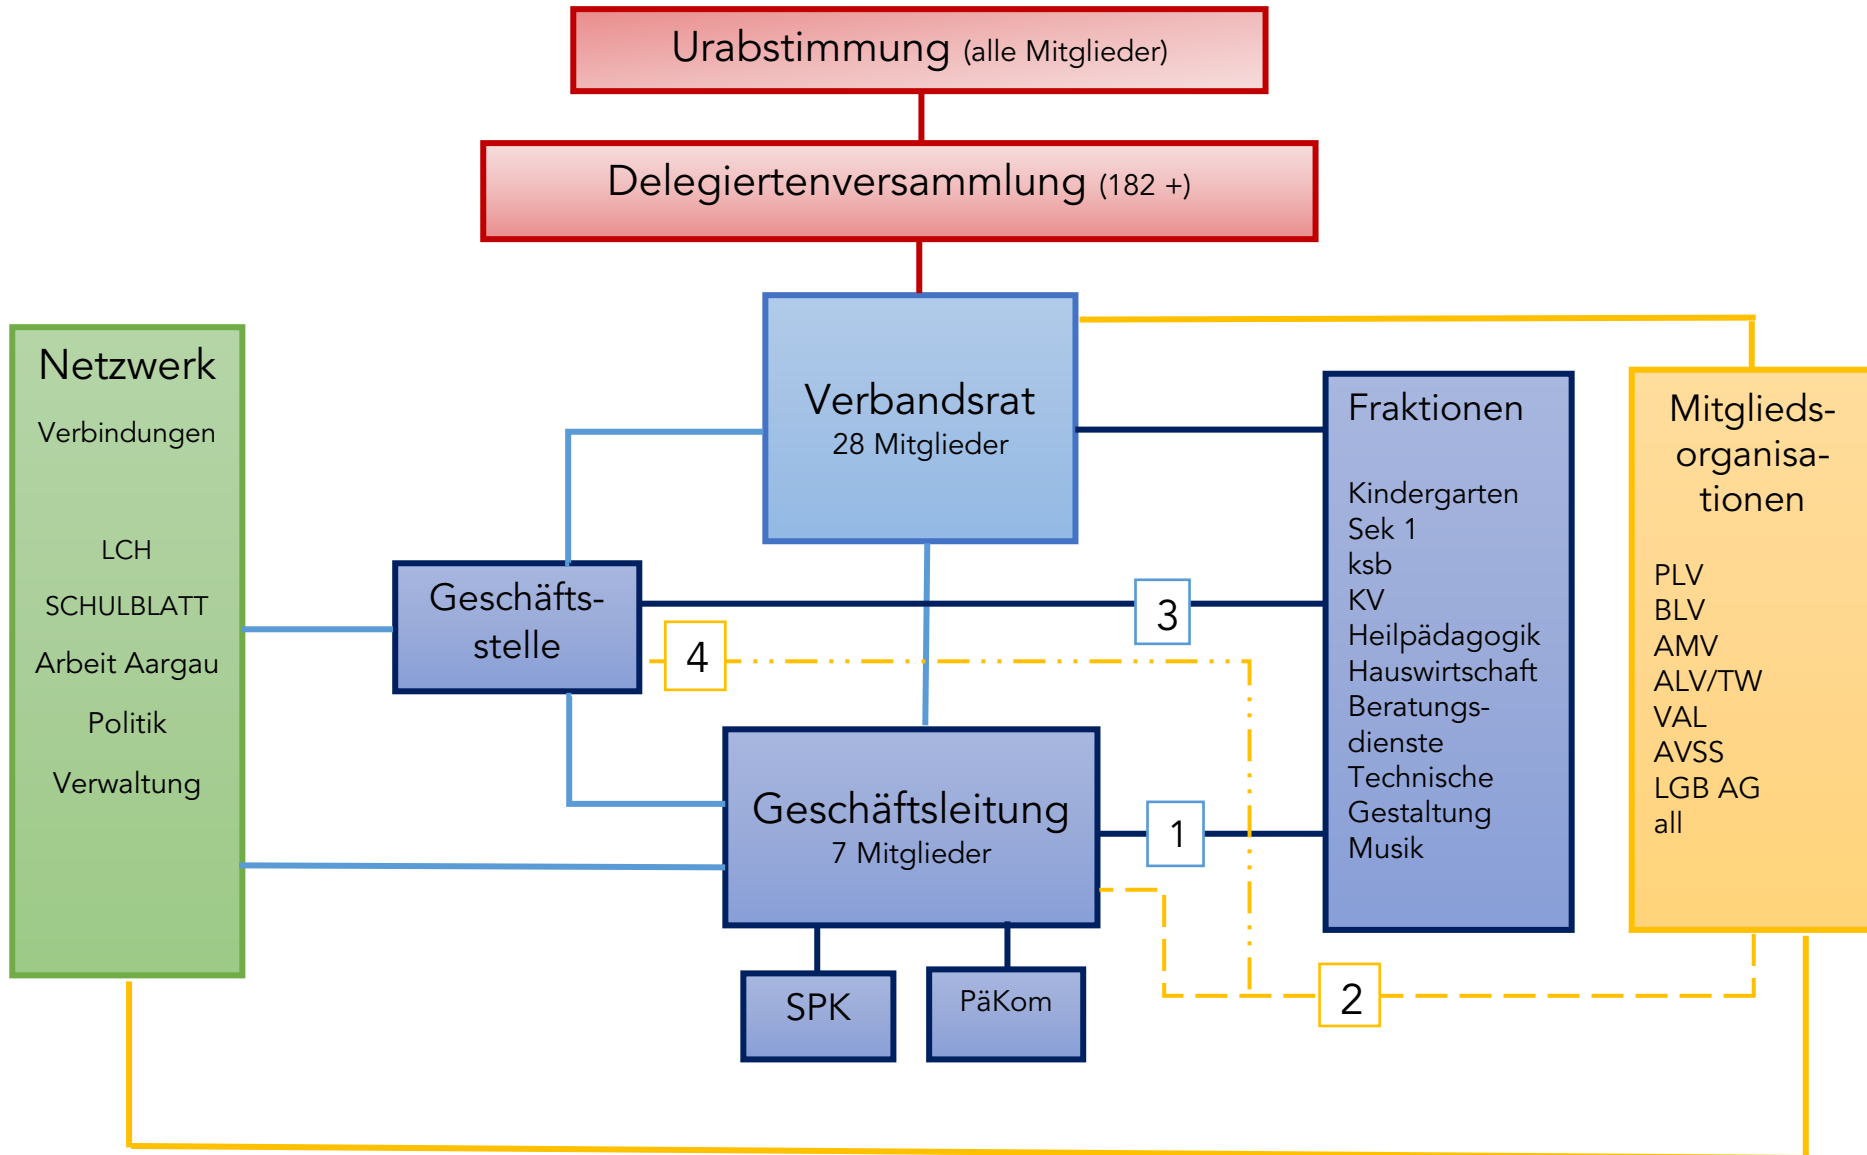 Urabstimmung (alle Mitglieder)
Delegiertenversammlung (182 +)
Netzwerk
Verbindungen
LCH
SCHULBLATT
Arbeit Aargau
Politik
Verwaltung
Verbandsrat
28 Mitglieder
Geschäfts-
stelle
3
4
Geschäftsleitung
7 Mitglieder
1
2
SPK
PäKom
Fraktionen
Kindergarten
Sek 1
ksb
KV
Heilpädagogik
Hauswirtschaft
Beratungs-
dienste
Technische
Gestaltung
Musik
Mitglieds-
organisa-
tionen
PLV
BLV
AMV
ALV/TW
VAL
AVSS
LGB AG
all